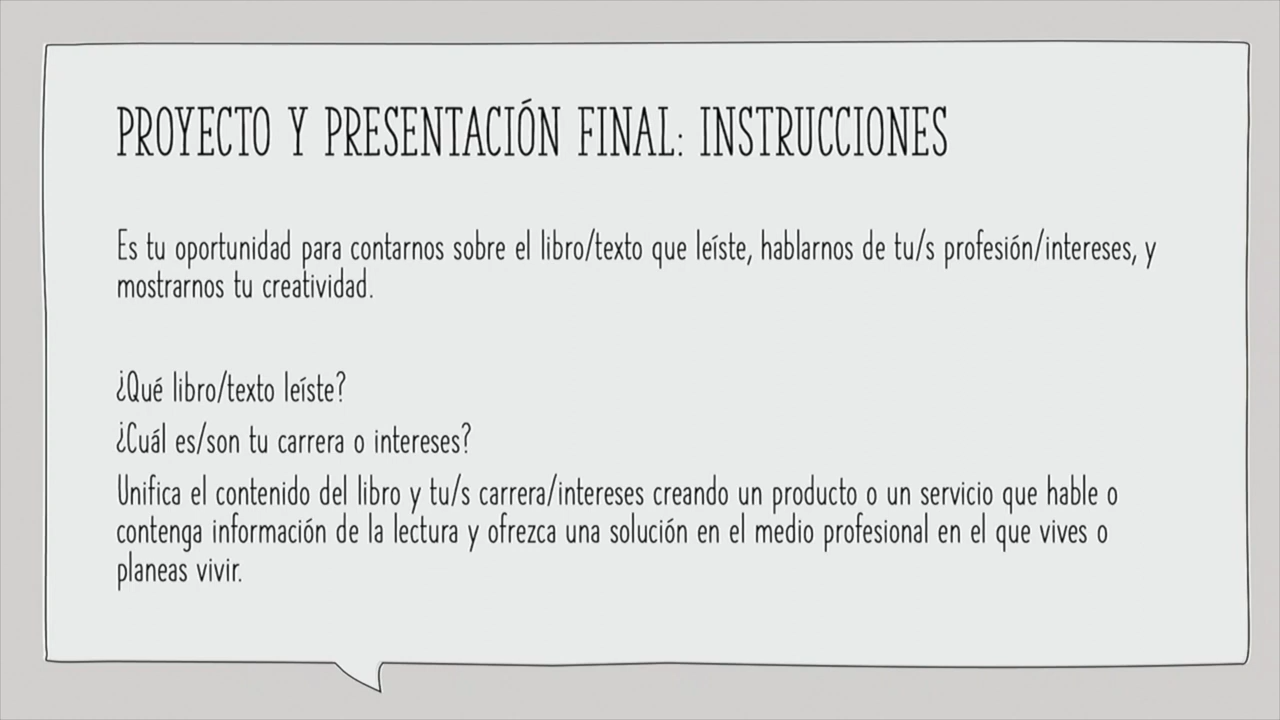 PROYECTO Y PRESENTACIÓN FINAL: INSTRUCCIONES
Es tu oportunidad para contarnos sobre el libro/texto que leíste, hablarnos de tu/s profesión/intereses, y
mostrarnos tu creatividad.
¿Qué libro/texto leíste?
¿Cuál es/son tu carrera o intereses?
Unifica el contenido del libro y tu/s carrera/intereses creando un producto o un servicio que hable o
contenga información de la lectura y ofrezca una solución en el medio profesional en el que vives o
planeas vivir.